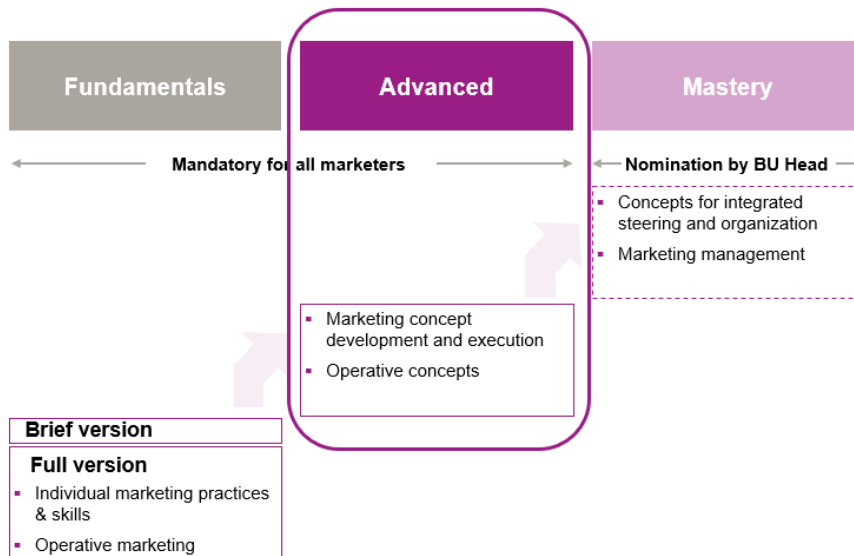 Fundamentals
Advanced
Mastery
Mandatory for all marketers
Nomination by BU Head
▪ Concepts for integrated
steering and organization
▪ Marketing management
▪ Marketing concept
development and execution
▪ Operative concepts
Brief version
Full version
▪ Individual marketing practices
& skills
▪ Operative marketing